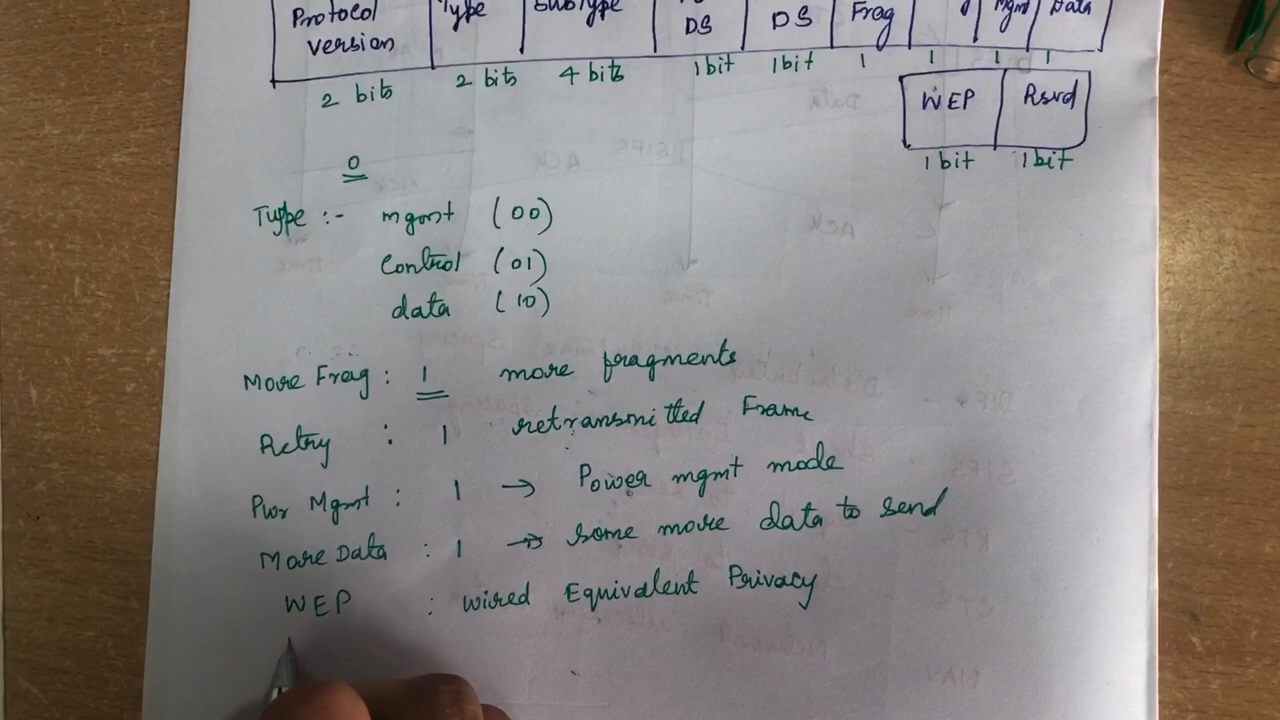 Protocol Type Subtype DS DS Frag Mgmt Data
version
2 bits 2 bits 4 bits 1 bit 1 bit 1 1 1 1
WEP Rsvd
1 bit 1 bit
0
Type :- mgmt (00)
Control (01)
data (10)
More Frag : 1 more fragments
Retry : 1 retransmitted Frame
Pwr Mgmt : 1 → Power mgmt mode
More Data : 1 → some more data to send
WEP : Wired Equivalent Privacy